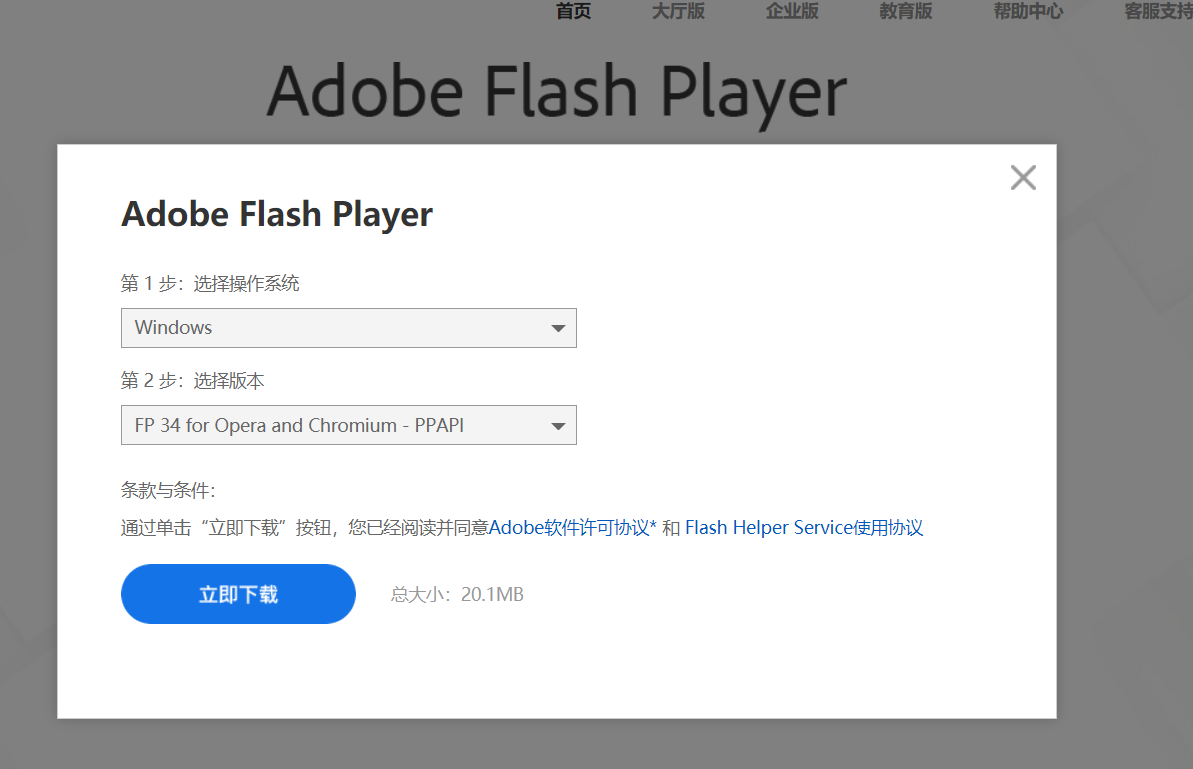 首页 大厅版 企业版 教育版 帮助中心 客服支持
Adobe Flash Player
Adobe Flash Player
第 1 步：选择操作系统
Windows
第 2 步：选择版本
FP 34 for Opera and Chromium - PPAPI
条款与条件：
通过单击“立即下载”按钮，您已经阅读并同意Adobe软件许可协议* 和 Flash Helper Service使用协议
立即下载 总大小：20.1MB